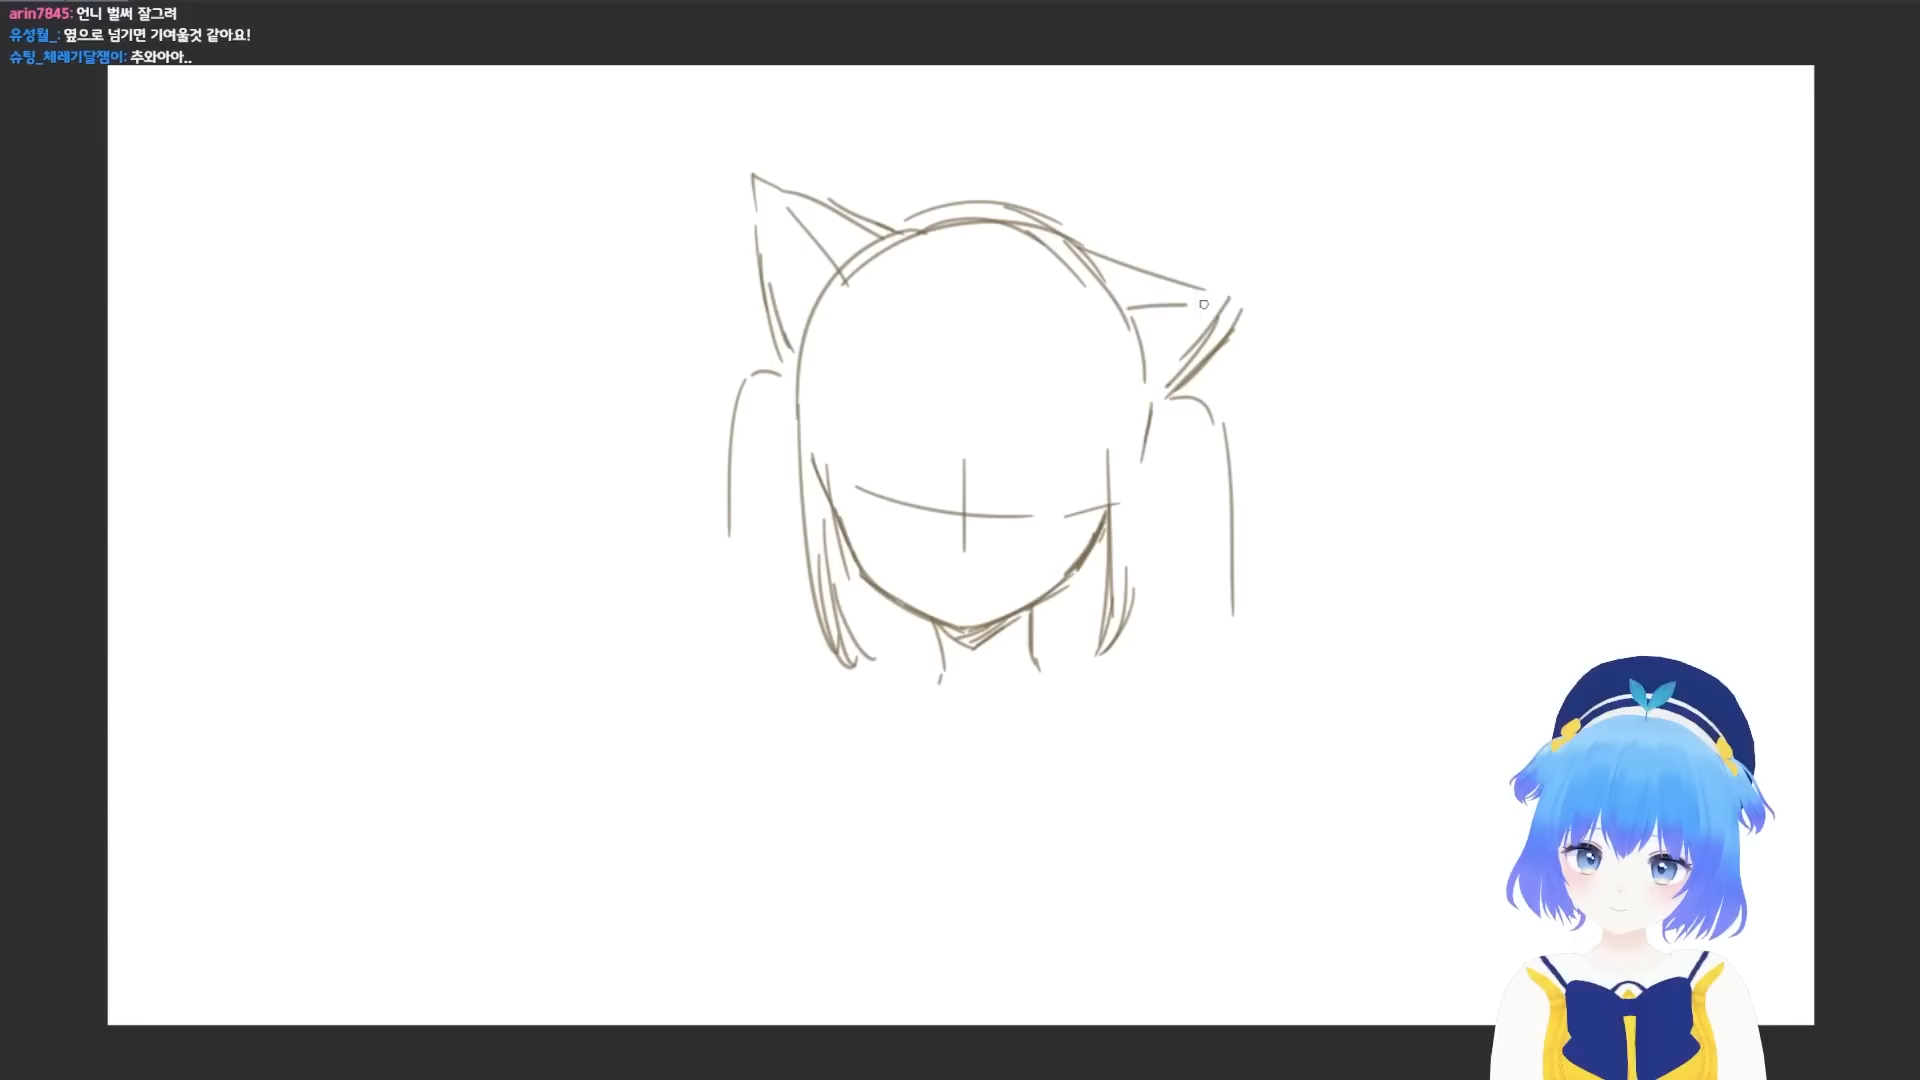 arin7845: 언니 벌써 잘그려
유성월_: 옆으로 넘기면 기여울것 같아요!
슈팅_체레기달잼이: 추와아아..